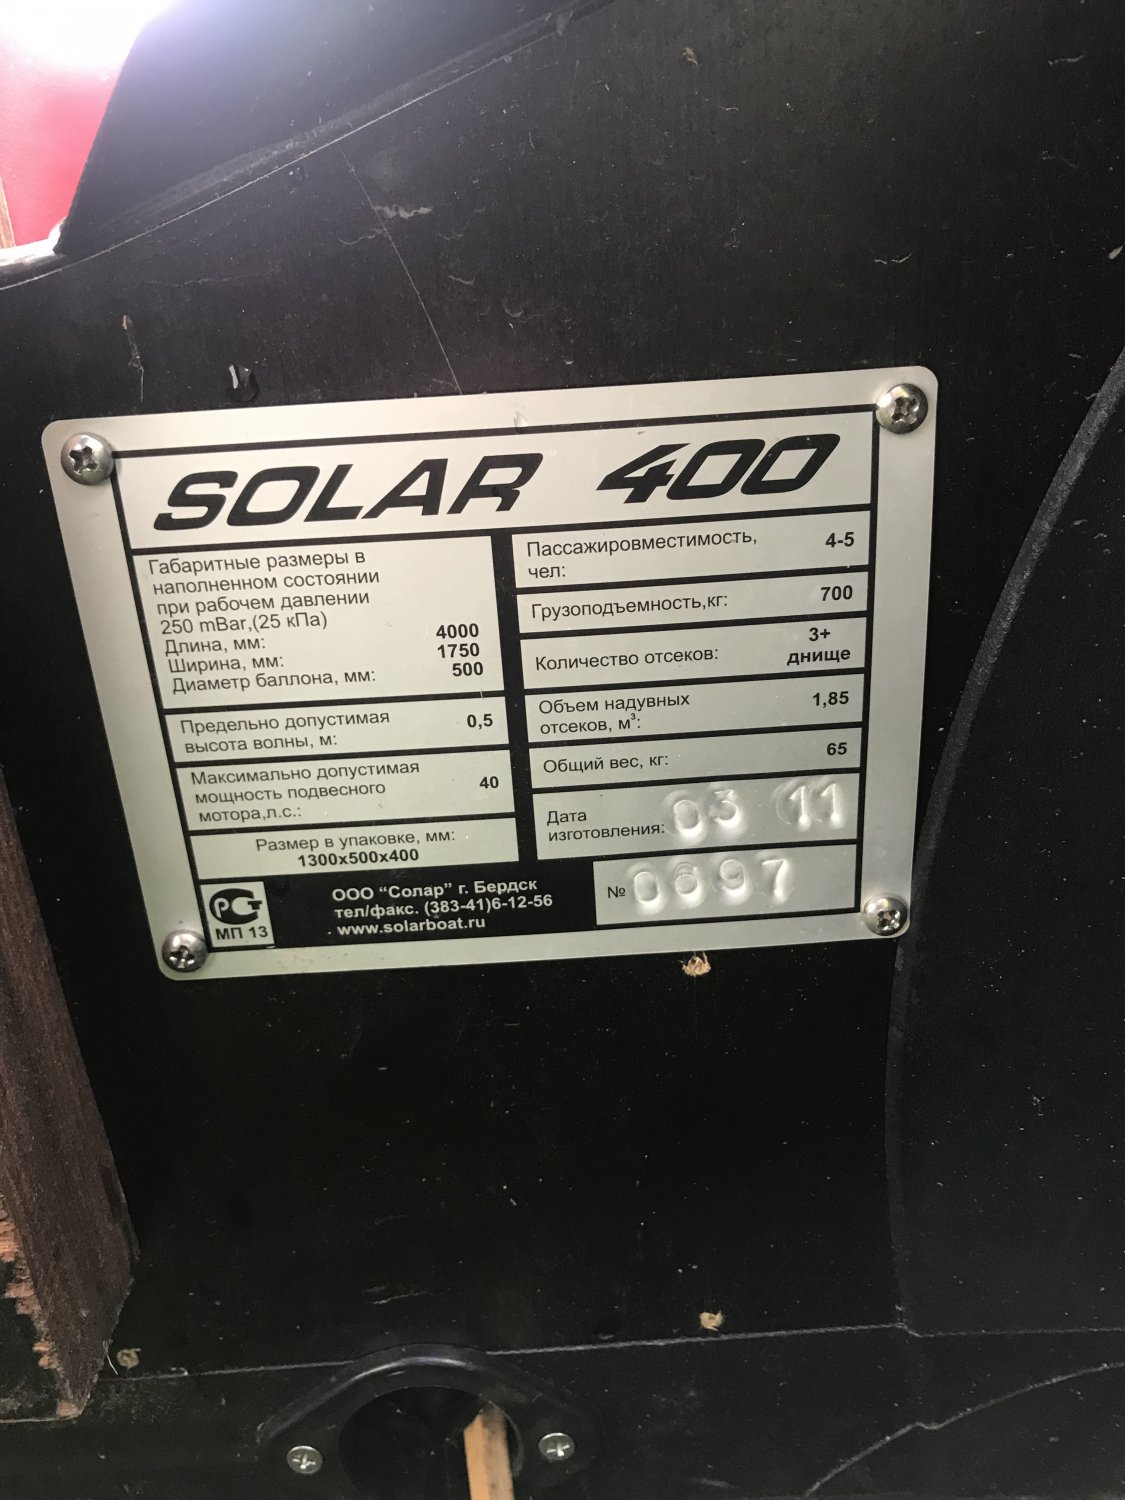 SOLAR 400
Габаритные размеры в
наполненном состоянии
при рабочем давлении
250 mBar,(25 кПа)
Длина, мм: 4000
Ширина, мм: 1750
Диаметр баллона, мм: 500
Предельно допустимая
высота волны, м: 0,5
Максимально допустимая
мощность подвесного
мотора,л.с.: 40
Размер в упаковке, мм:
1300x500x400
РСТ
МП 13
ООО “Солар” г. Бердск
тел/факс. (383-41)6-12-56
www.solarboat.ru
Пассажировместимость,
чел: 4-5
Грузоподъемность,кг: 700
Количество отсеков: 3+
днище
Объем надувных
отсеков, м³: 1,85
Общий вес, кг: 65
Дата
изготовления: 03 11
№ 0697